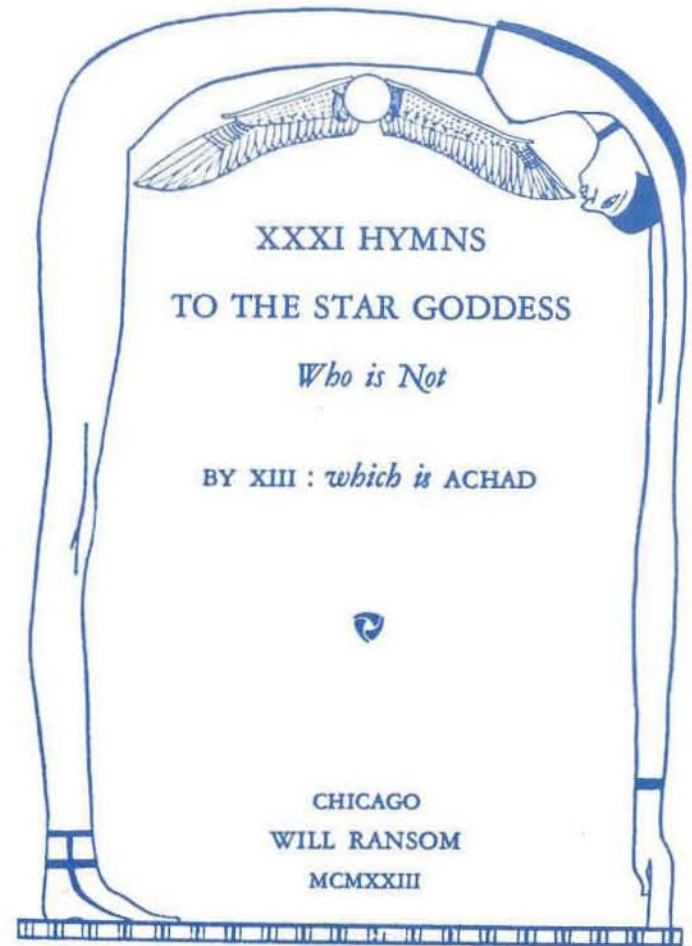 XXXI HYMNS
TO THE STAR GODDESS
Who is Not
BY XIII : which is ACHAD
CHICAGO
WILL RANSOM
MCMXXIII